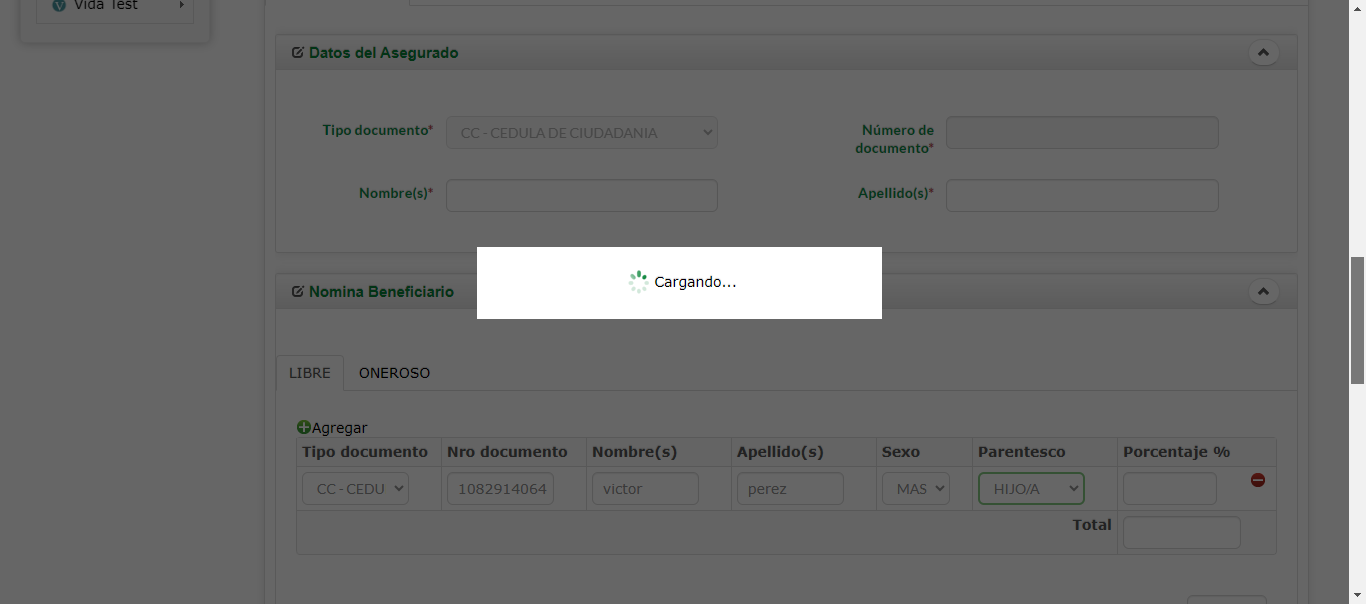 Vida Test
Datos del Asegurado
Tipo documento*
CC - CEDULA DE CIUDADANIA
Número de
documento*
Nombre(s)*
Apellido(s)*
Cargando...
Nomina Beneficiario
LIBRE
ONEROSO
Agregar
Tipo documento
Nro documento
Nombre(s)
Apellido(s)
Sexo
Parentesco
Porcentaje %
CC - CEDU
1082914064
victor
perez
MAS
HIJO/A
Total